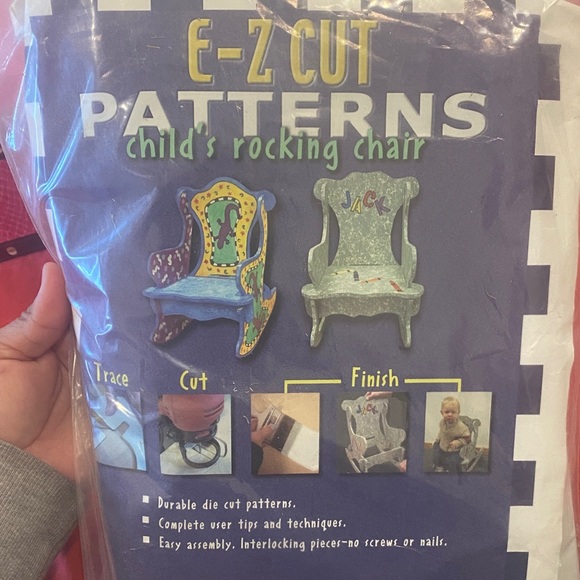 E-Z CUT
PATTERNS
child's rocking chair
JACK
Trace Cut Finish
JACK
Durable die cut patterns.
Complete user tips and techniques.
Easy assembly. Interlocking pieces-no screws or nails.